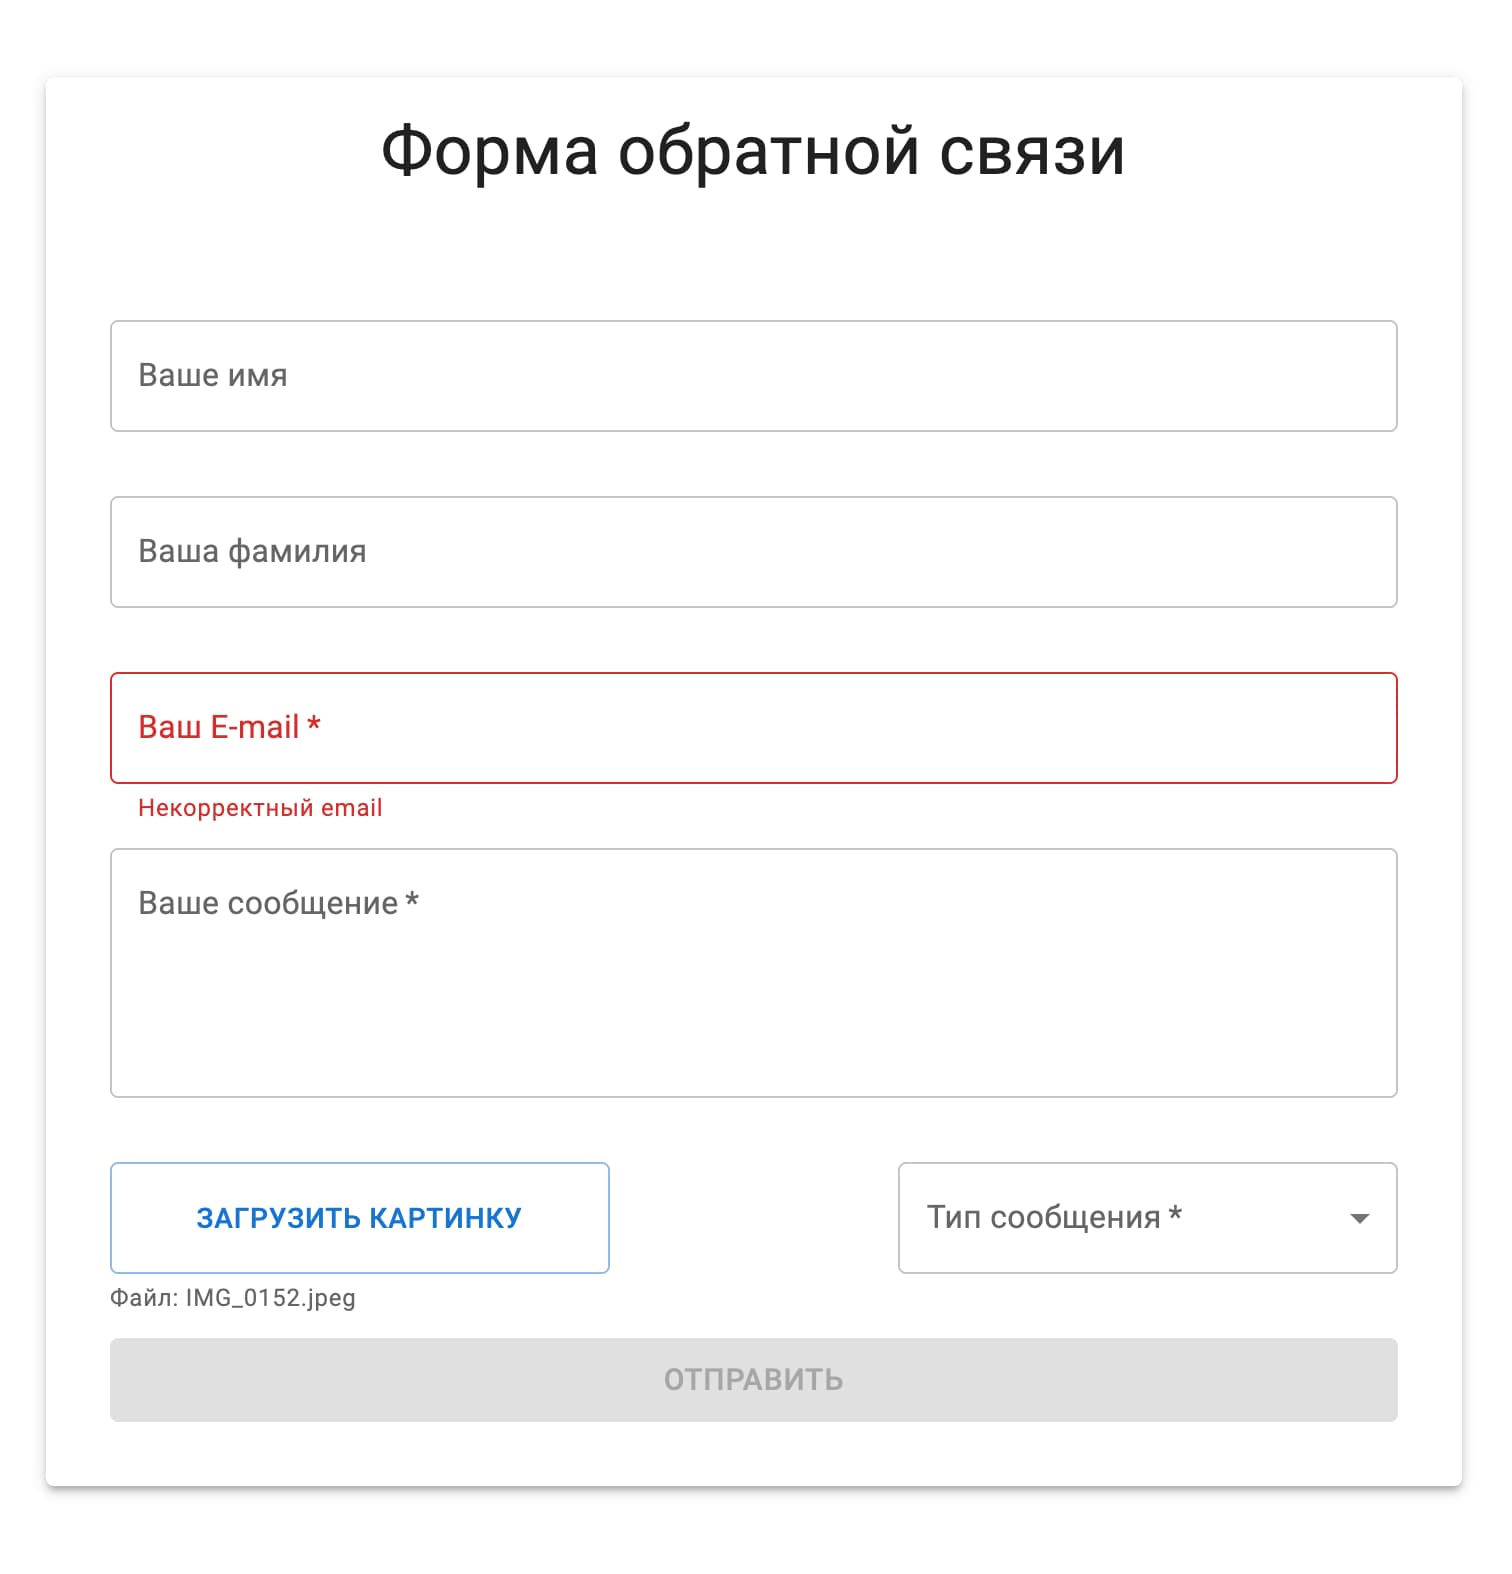 Форма обратной связи
Ваше имя
Ваша фамилия
Ваш E-mail *
Некорректный email
Ваше сообщение *
ЗАГРУЗИТЬ КАРТИНКУ
Тип сообщения *
Файл: IMG_0152.jpeg
ОТПРАВИТЬ